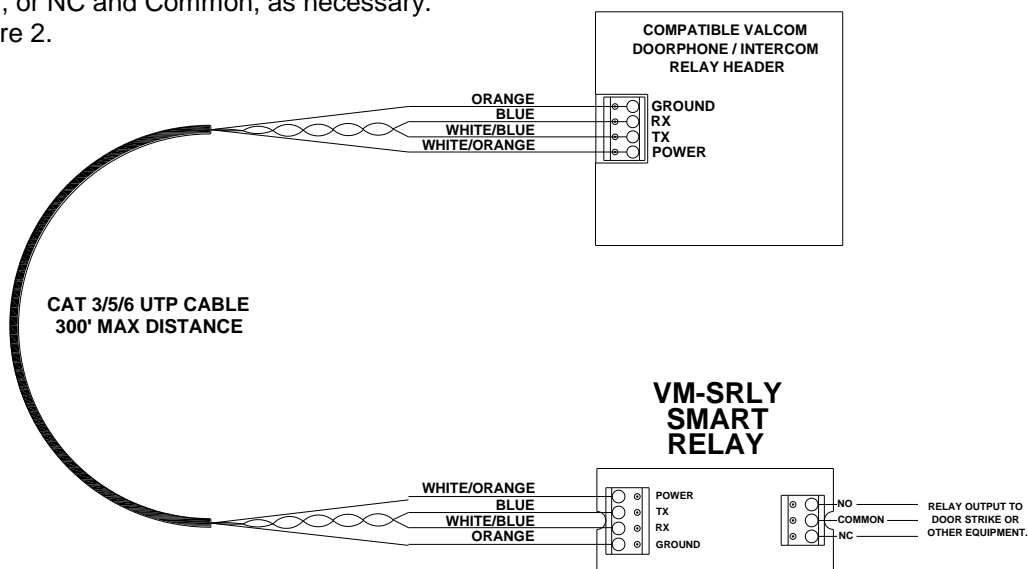 , or NC and Common, as necessary.
re 2.
COMPATIBLE VALCOM
DOORPHONE / INTERCOM
RELAY HEADER
ORANGE
BLUE
WHITE/BLUE
WHITE/ORANGE
GROUND
RX
TX
POWER
CAT 3/5/6 UTP CABLE
300' MAX DISTANCE
VM-SRLY
SMART
RELAY
WHITE/ORANGE
BLUE
WHITE/BLUE
ORANGE
POWER
TX
RX
GROUND
NO
COMMON
NC
RELAY OUTPUT TO
DOOR STRIKE OR
OTHER EQUIPMENT.